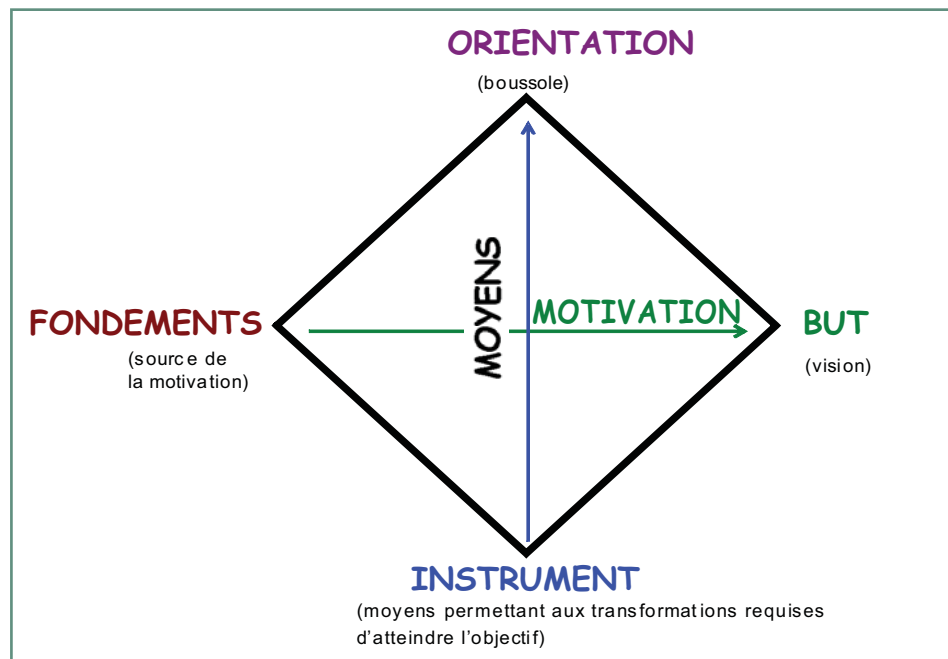 ORIENTATION
(boussole)
MOYENS
MOTIVATION
FONDEMENTS
(source de
la motivation)
BUT
(vision)
INSTRUMENT
(moyens permettant aux transformations requises
d'atteindre l'objectif)